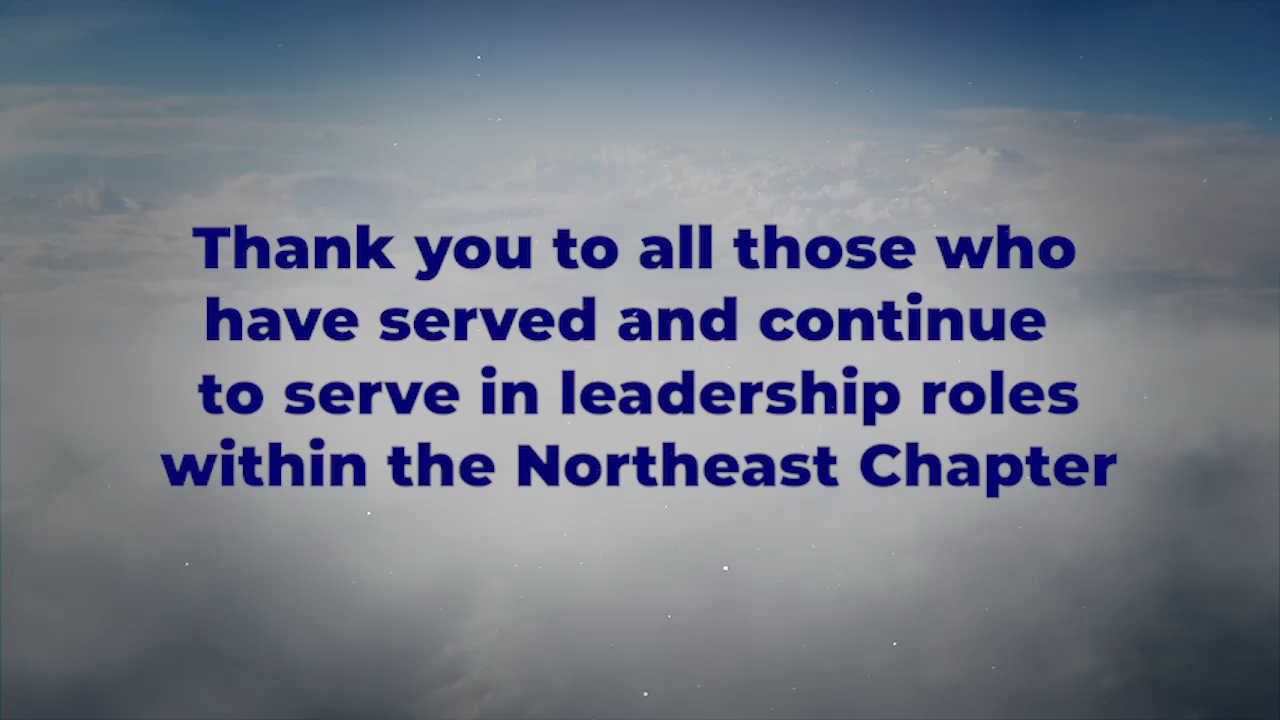 Thank you to all those who
have served and continue
to serve in leadership roles
within the Northeast Chapter